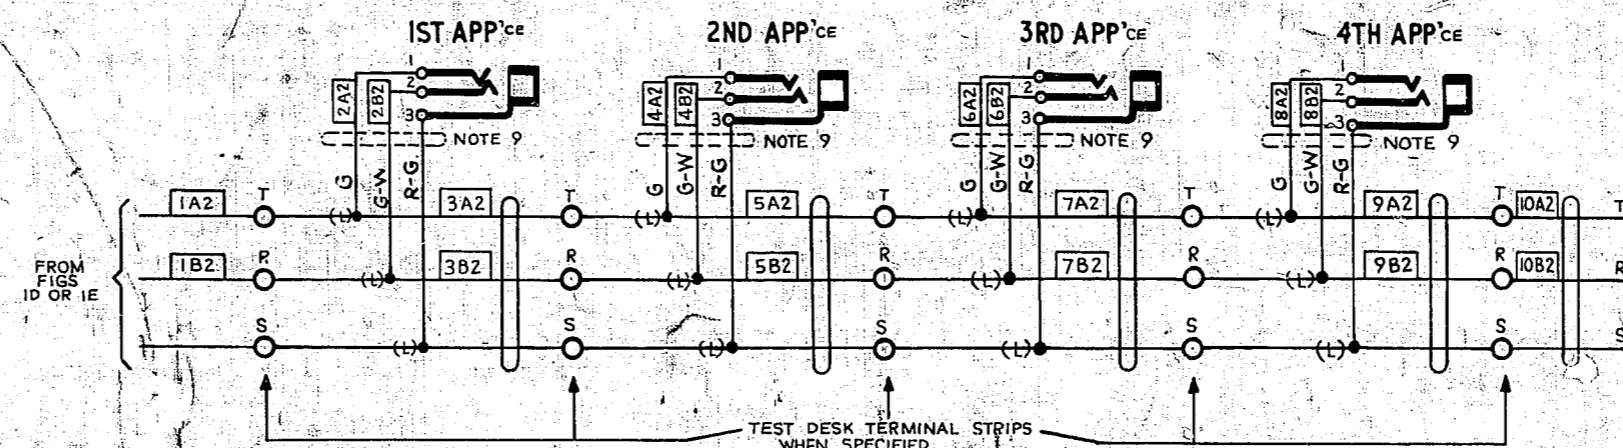 1ST APP'CE
2ND APP'CE
3RD APP'CE
4TH APP'CE
1 2 3
2A2 2B2
1 2 3
4A2 4B2
1 2 3
6A2 6B2
1 2 3
8A2 8B2
NOTE 9
NOTE 9
NOTE 9
NOTE 9
G G-W R-G
G G-W R-G
G G-W R-G
G G-W R-G
1A2 T (L) 3A2 T (L) 5A2 T (L) 7A2 T (L) 9A2 T 10A2 T
1B2 R (L) 3B2 R (L) 5B2 R (L) 7B2 R (L) 9B2 R 10B2 R
S (L) S (L) S (L) S (L) S S
FROM
FIGS
1D OR 1E
TEST DESK TERMINAL STRIPS
WHEN SPECIFIED